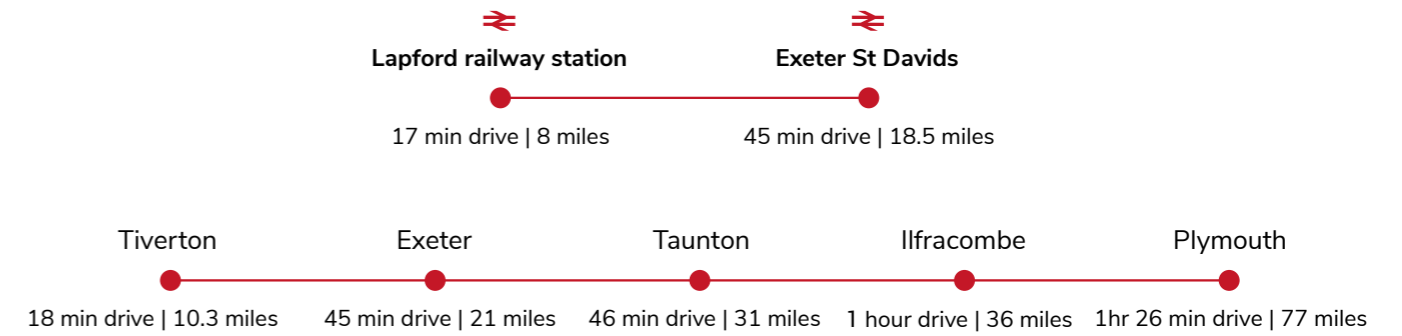 Lapford railway station
Exeter St Davids
17 min drive | 8 miles
45 min drive | 18.5 miles
Tiverton
Exeter
Taunton
Ilfracombe
Plymouth
18 min drive | 10.3 miles
45 min drive | 21 miles
46 min drive | 31 miles
1 hour drive | 36 miles
1hr 26 min drive | 77 miles